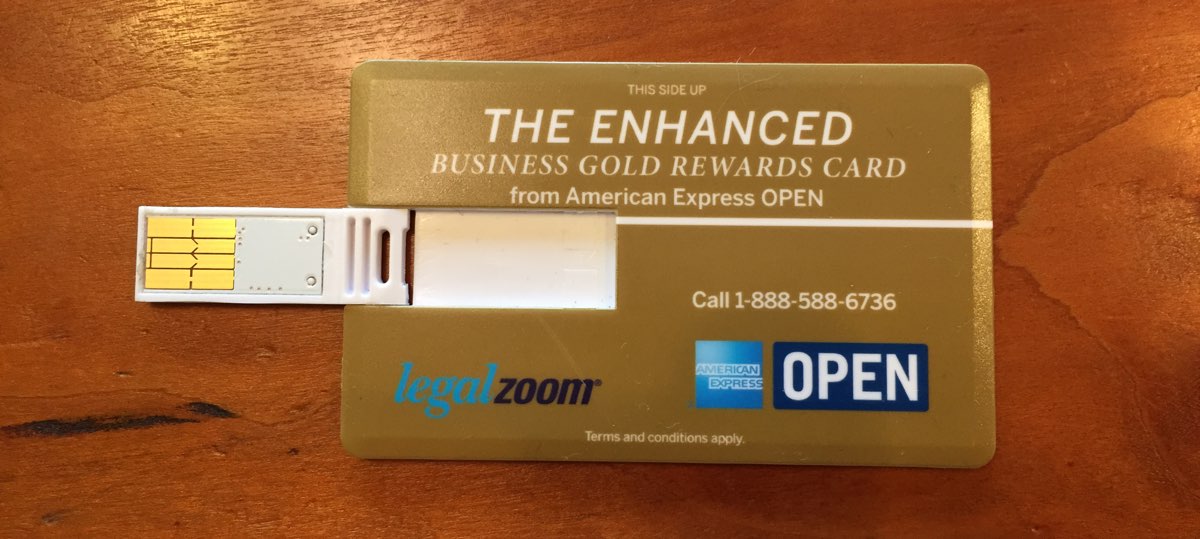 THIS SIDE UP
THE ENHANCED
BUSINESS GOLD REWARDS CARD
from American Express OPEN
Call 1-888-588-6736
legalzoom®
AMERICAN
EXPRESS
OPEN
Terms and conditions apply.